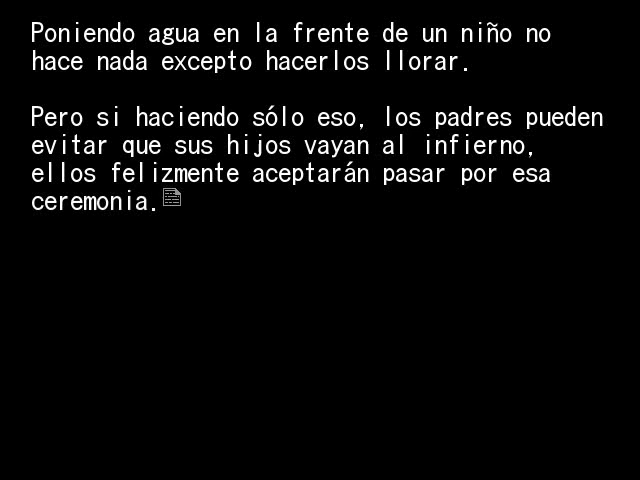 Poniendo agua en la frente de un niño no
hace nada excepto hacerlos llorar.
Pero si haciendo sólo eso, los padres pueden
evitar que sus hijos vayan al infierno,
ellos felizmente aceptarán pasar por esa
ceremonia.